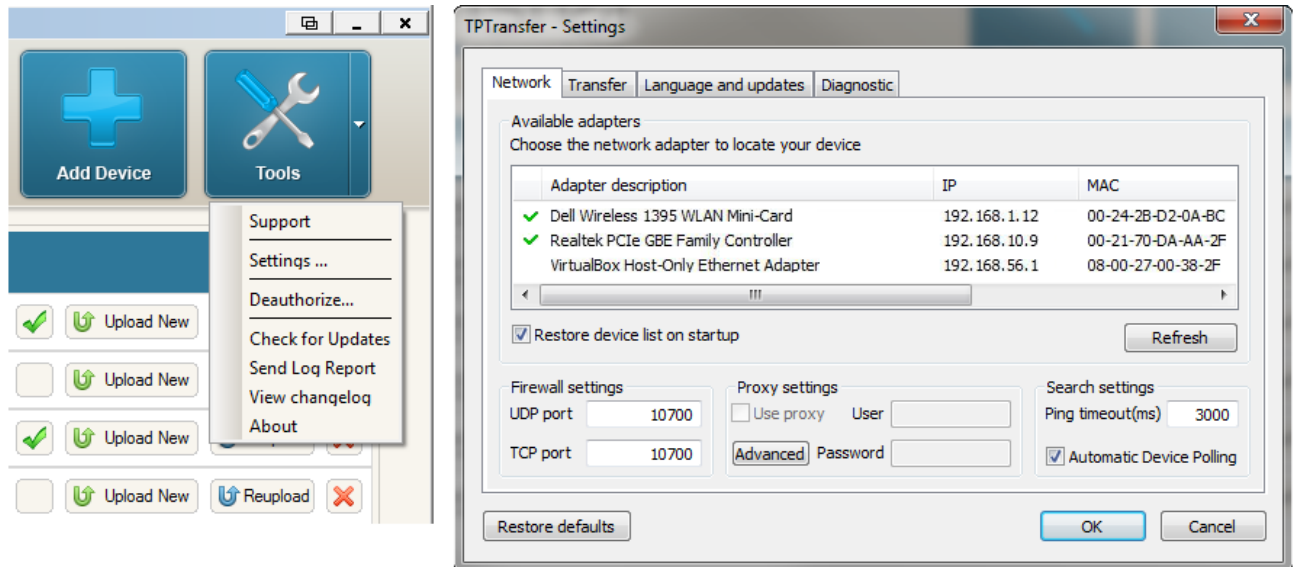 Add Device
Tools
Support
Settings ...
Deauthorize...
Check for Updates
Send Log Report
View changelog
About
Upload New
Upload New
Upload New
Upload New
Reupload
TPTransfer - Settings
Network
Transfer
Language and updates
Diagnostic
Available adapters
Choose the network adapter to locate your device
Adapter description IP MAC
Dell Wireless 1395 WLAN Mini-Card 192.168.1.12 00-24-2B-D2-0A-BC
Realtek PCIe GBE Family Controller 192.168.10.9 00-21-70-DA-AA-2F
VirtualBox Host-Only Ethernet Adapter 192.168.56.1 08-00-27-00-38-2F
Restore device list on startup
Refresh
Firewall settings
UDP port 10700
TCP port 10700
Proxy settings
Use proxy User
Advanced Password
Search settings
Ping timeout(ms) 3000
Automatic Device Polling
Restore defaults
OK
Cancel